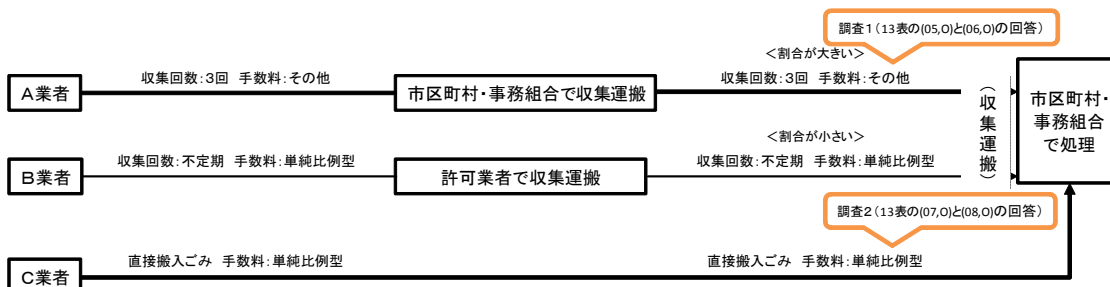 調査1(13表の(05,O)と(06,O)の回答)
<割合が大きい>
収集回数:3回 手数料:その他
収集回数:3回 手数料:その他
A業者
市区町村・事務組合で収集運搬
(収集運搬)
市区町村・
事務組合
で処理
<割合が小さい>
収集回数:不定期 手数料:単純比例型
収集回数:不定期 手数料:単純比例型
B業者
許可業者で収集運搬
調査2(13表の(07,O)と(08,O)の回答)
直接搬入ごみ 手数料:単純比例型
直接搬入ごみ 手数料:単純比例型
C業者